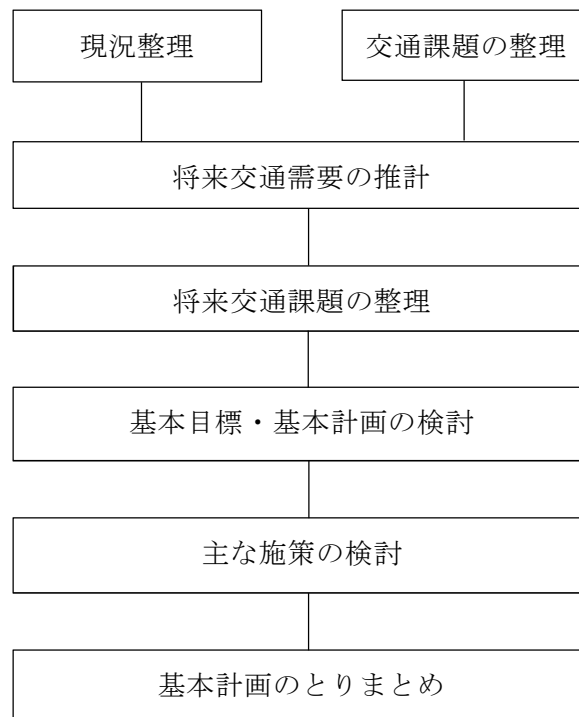 現況整理
交通課題の整理
将来交通需要の推計
将来交通課題の整理
基本目標・基本計画の検討
主な施策の検討
基本計画のとりまとめ